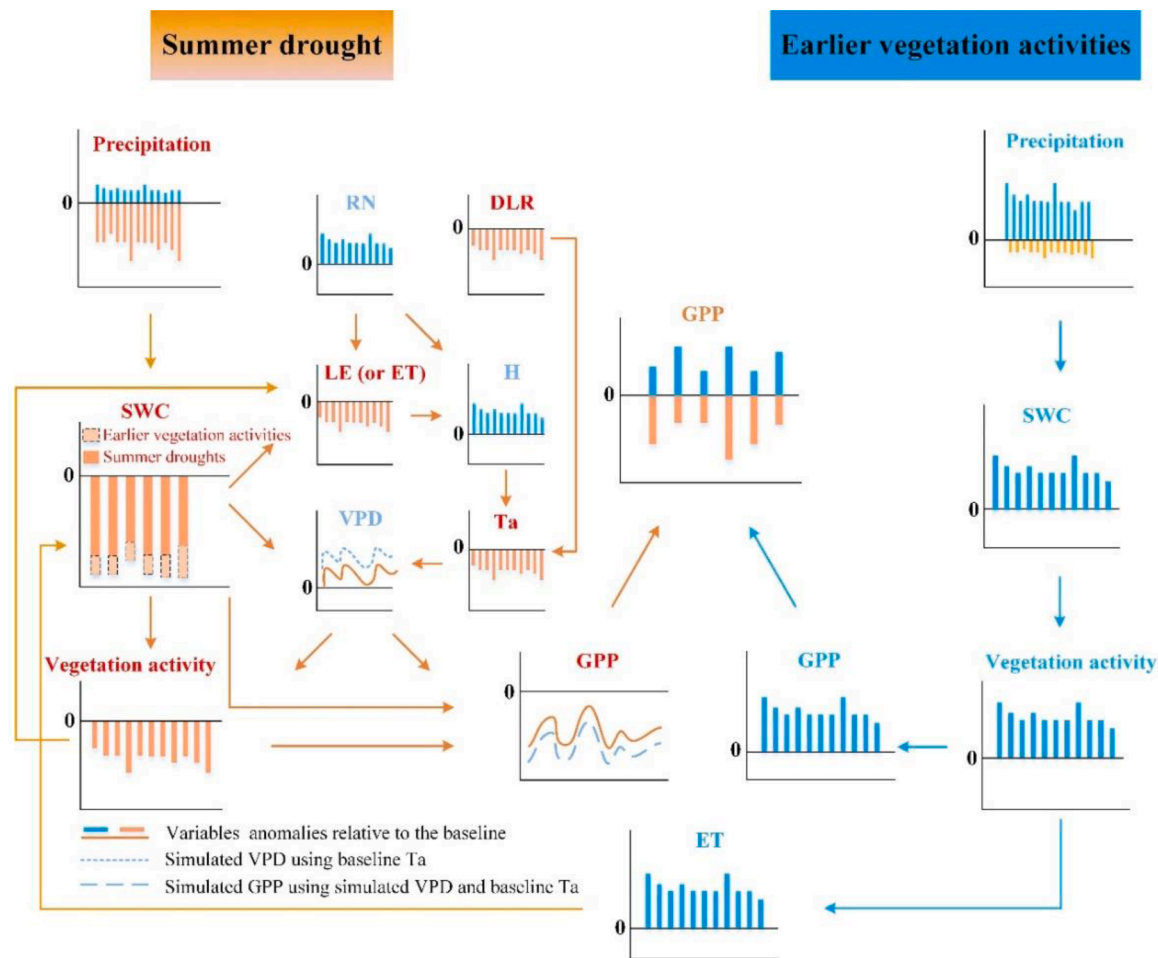 Summer drought
Earlier vegetation activities
Precipitation
0
RN
0
DLR
0
Precipitation
0
GPP
0
LE (or ET)
0
H
0
SWC
Earlier vegetation activities
Summer droughts
0
SWC
0
VPD
0
Ta
0
Vegetation activity
0
GPP
0
GPP
0
Vegetation activity
0
Variables anomalies relative to the baseline
Simulated VPD using baseline Ta
Simulated GPP using simulated VPD and baseline Ta
ET
0